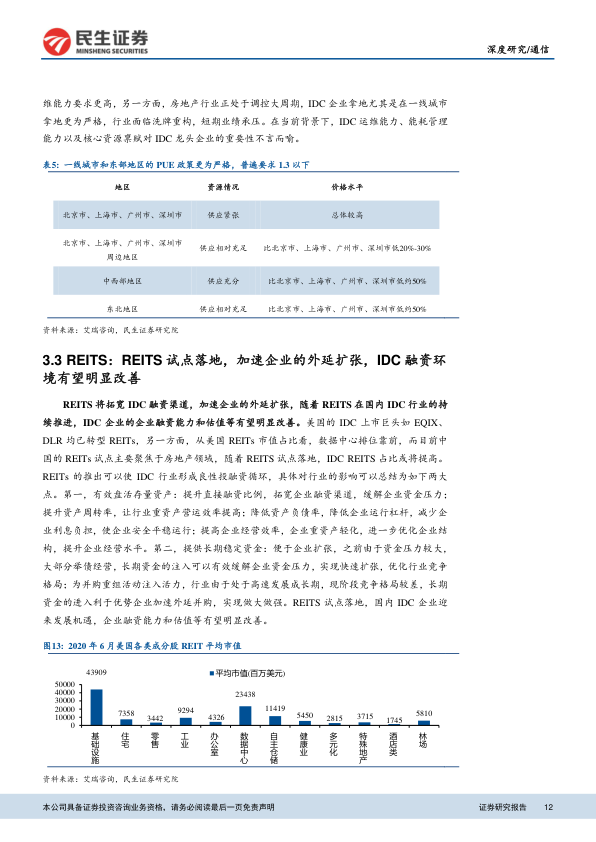 民生证券
MINSHENG SECURITIES
深度研究/通信
维能力要求更高，另一方面，房地产行业正处于调控大周期，IDC 企业拿地尤其是在一线城市
拿地更为严格，行业面临洗牌重构，短期业绩承压。在当前背景下，IDC 运维能力、能耗管理
能力以及核心资源禀赋对 IDC 龙头企业的重要性不言而喻。
表5：一线城市和东部地区的 PUE 政策更为严格，普遍要求 1.3 以下
地区 资源情况 价格水平
北京市、上海市、广州市、深圳市 供应紧张 总体较高
北京市、上海市、广州市、深圳市
周边地区 供应相对充足 比北京市、上海市、广州市、深圳市低20%-30%
中西部地区 供应充分 比北京市、上海市、广州市、深圳市低约50%
东北地区 供应相对充足 比北京市、上海市、广州市、深圳市低约50%
资料来源：艾瑞咨询，民生证券研究院
3.3 REITS：REITS 试点落地，加速企业的外延扩张，IDC 融资环
境有望明显改善
REITS 将拓宽 IDC 融资渠道，加速企业的外延扩张，随着 REITS 在国内 IDC 行业的持
续推进，IDC 企业的企业融资能力和估值等有望明显改善。美国的 IDC 上市巨头如 EQIX、
DLR 均已转型 REITs，另一方面，从美国 REITs 市值占比看，数据中心排位靠前，而目前中
国的 REITs 试点主要聚焦于房地产领域，随着 REITS 试点落地，IDC REITS 占比或将提高。
REITs 的推出可以使 IDC 行业形成良性投融资循环，具体对行业的影响可以总结为如下两大
点。第一，有效盘活存量资产：提升直接融资比例，拓宽企业融资渠道，缓解企业资金压力；
提升资产周转率，让行业重资产营运效率提高；降低资产负债率，降低企业运行杠杆，减少企
业利息负担，使企业安全平稳运行；提高企业经营效率，企业重资产轻化，进一步优化企业结
构，提升企业经营水平。第二，提供长期稳定资金：便于企业扩张，之前由于资金压力较大，
大部分举债经营，长期资金的注入可以有效缓解企业资金压力，实现快速扩张，优化行业竞争
格局；为并购重组活动注入活力，行业由于处于高速发展成长期，现阶段竞争格局较差，长期
资金的进入利于优势企业加速外延并购，实现做大做强。REITS 试点落地，国内 IDC 企业迎
来发展机遇，企业融资能力和估值等有望明显改善。
图13：2020 年 6 月美国各类成分股 REIT 平均市值
平均市值(百万美元)
50000
40000
30000
20000
10000
0
43909 7358 3442 9294 4326 23438 11419 5450 2815 3715 1745 5810
基础设施 住宅 零售 工业 办公室 数据中心 自主仓储 健康业 多元化 特殊地产 酒店类 林场
资料来源：艾瑞咨询，民生证券研究院
本公司具备证券投资咨询业务资格，请务必阅读最后一页免责声明 证券研究报告 12